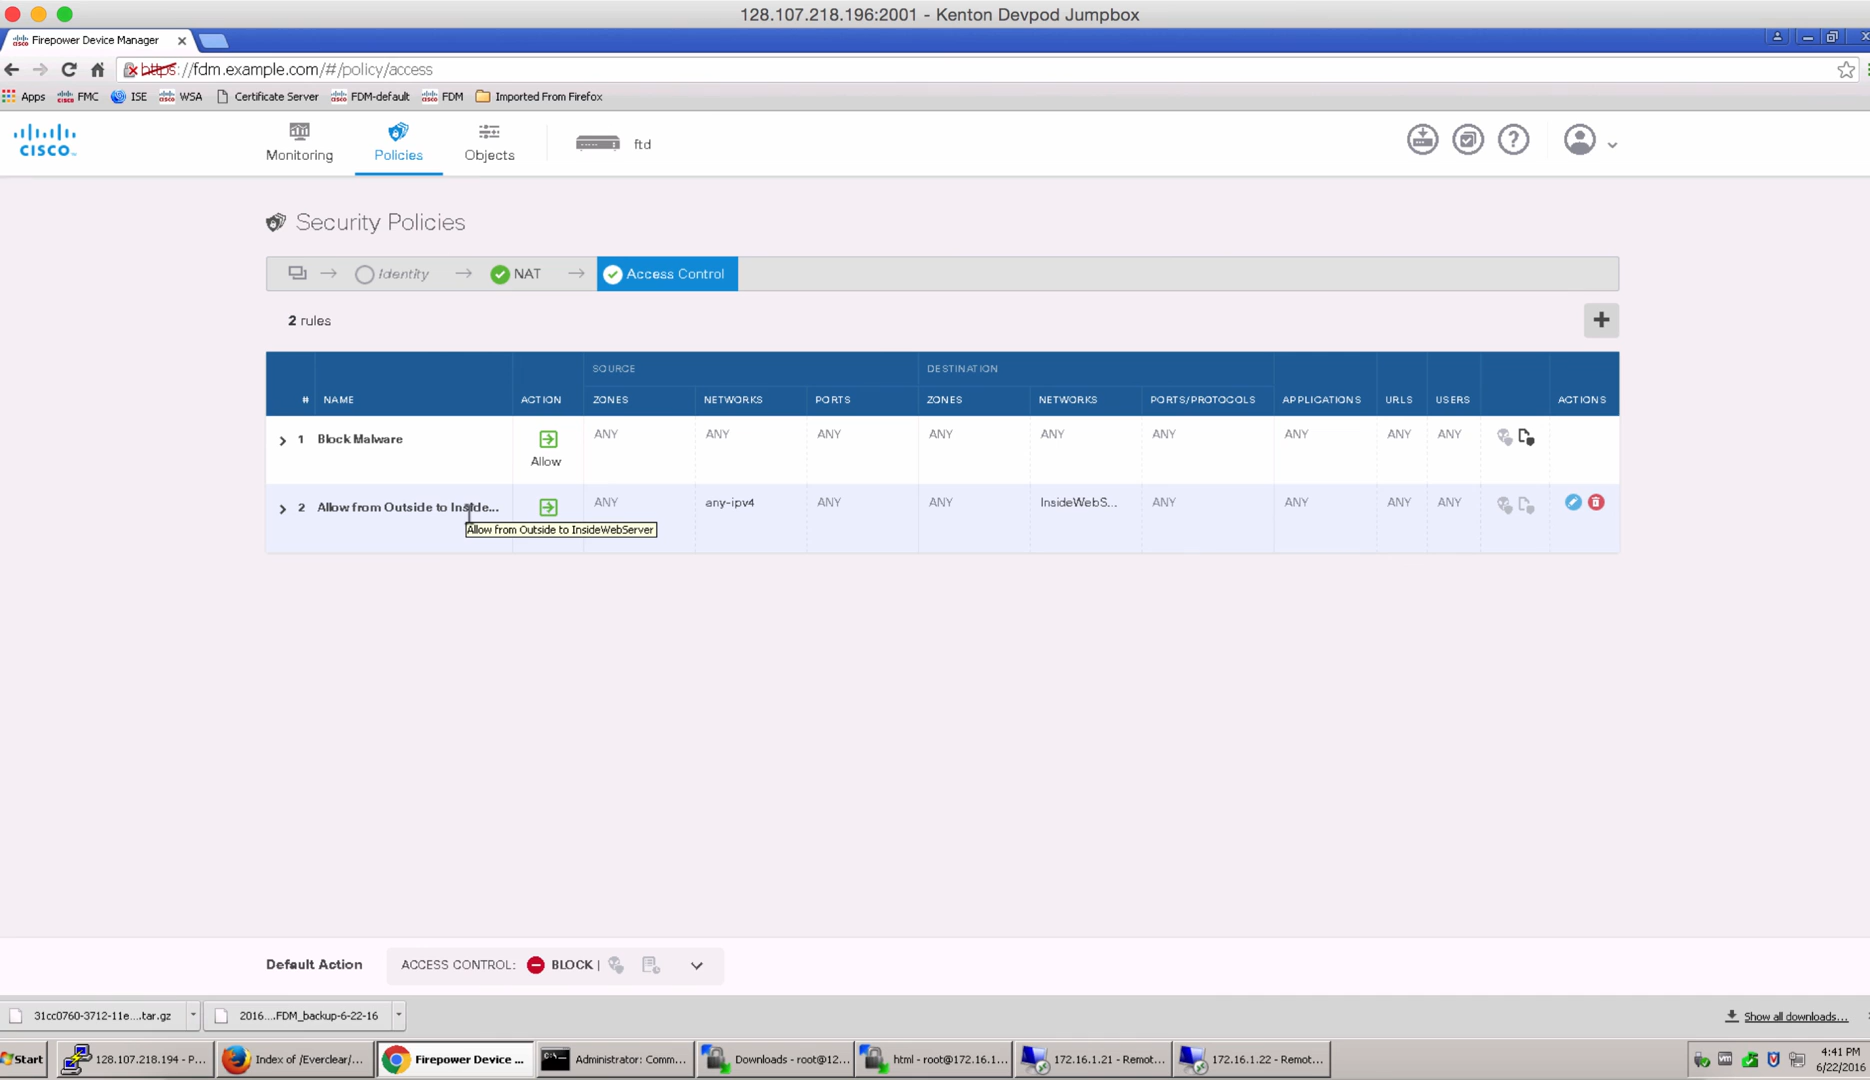 128.107.218.196:2001 - Kenton Devpod Jumpbox
Firepower Device Manager
https://fdm.example.com/#/policy/access
Apps FMC ISE WSA Certificate Server FDM-default FDM Imported From Firefox
CISCO
Monitoring Policies Objects ftd
Security Policies
Identity NAT Access Control
2 rules
SOURCE DESTINATION
# NAME ACTION ZONES NETWORKS PORTS ZONES NETWORKS PORTS/PROTOCOLS APPLICATIONS URLS USERS ACTIONS
1 Block Malware Allow ANY ANY ANY ANY ANY ANY ANY ANY ANY
2 Allow from Outside to Inside... ANY any-ipv4 ANY ANY InsideWebS... ANY ANY ANY ANY
Allow from Outside to InsideWebServer
Default Action ACCESS CONTROL: BLOCK |
31cc0760-3712-11e....tar.gz 2016....FDM_backup-6-22-16 Show all downloads...
Start 128.107.218.194 - P... Index of /Everclear/... Firepower Device ... Administrator: Comm... Downloads - root@12... html - root@172.16.1... 172.16.1.21 - Remot... 172.16.1.22 - Remot... 4:41 PM
6/22/2016